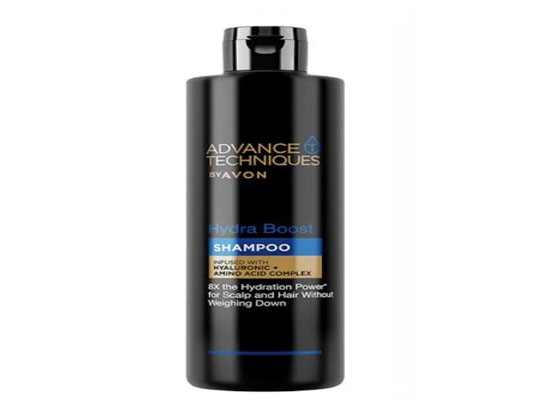 ADVANCE
TECHNIQUES
BY AVON
Hydra Boost
SHAMPOO
INFUSED WITH
HYALURONIC +
AMINO ACID COMPLEX
8X the Hydration Power*
for Scalp and Hair Without
Weighing Down